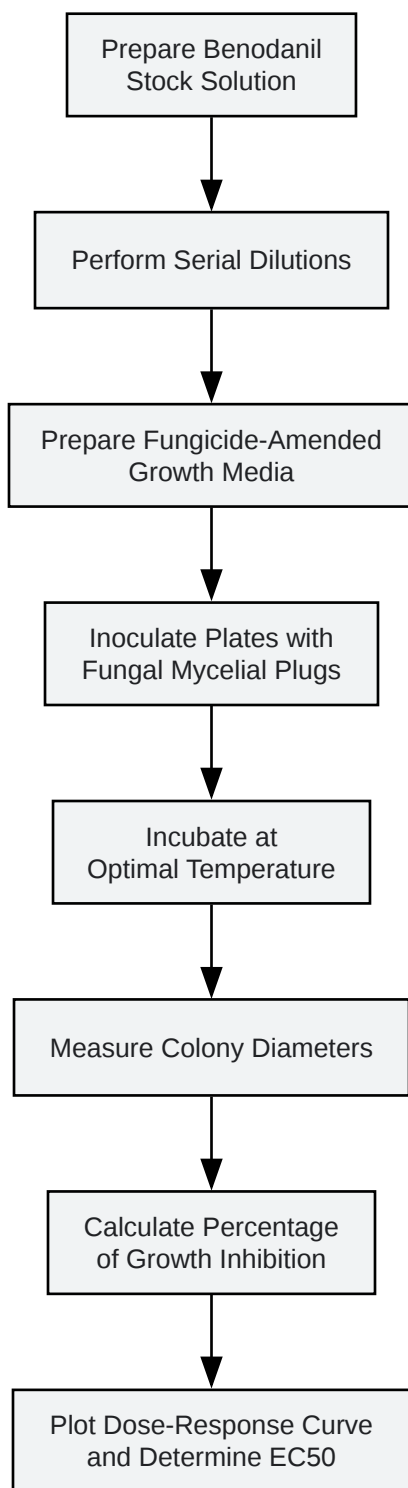 Prepare Benodanil
Stock Solution
Perform Serial Dilutions
Prepare Fungicide-Amended
Growth Media
Inoculate Plates with
Fungal Mycelial Plugs
Incubate at
Optimal Temperature
Measure Colony Diameters
Calculate Percentage
of Growth Inhibition
Plot Dose-Response Curve
and Determine EC50